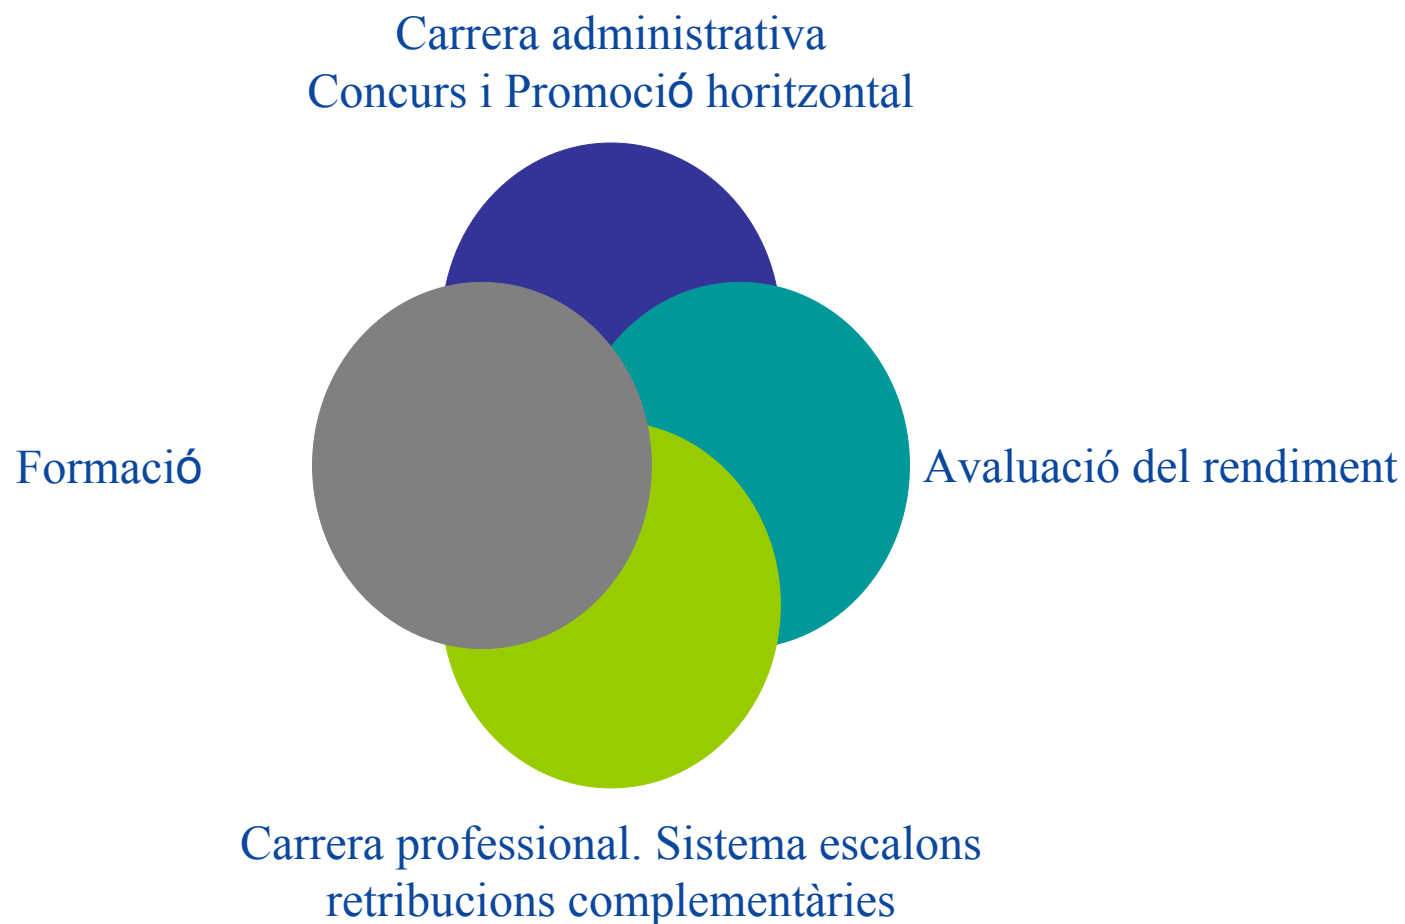 Carrera administrativa
Concurs i Promoció horitzontal
Formació
Avaluació del rendiment
Carrera professional. Sistema escalons
retribucions complementàries